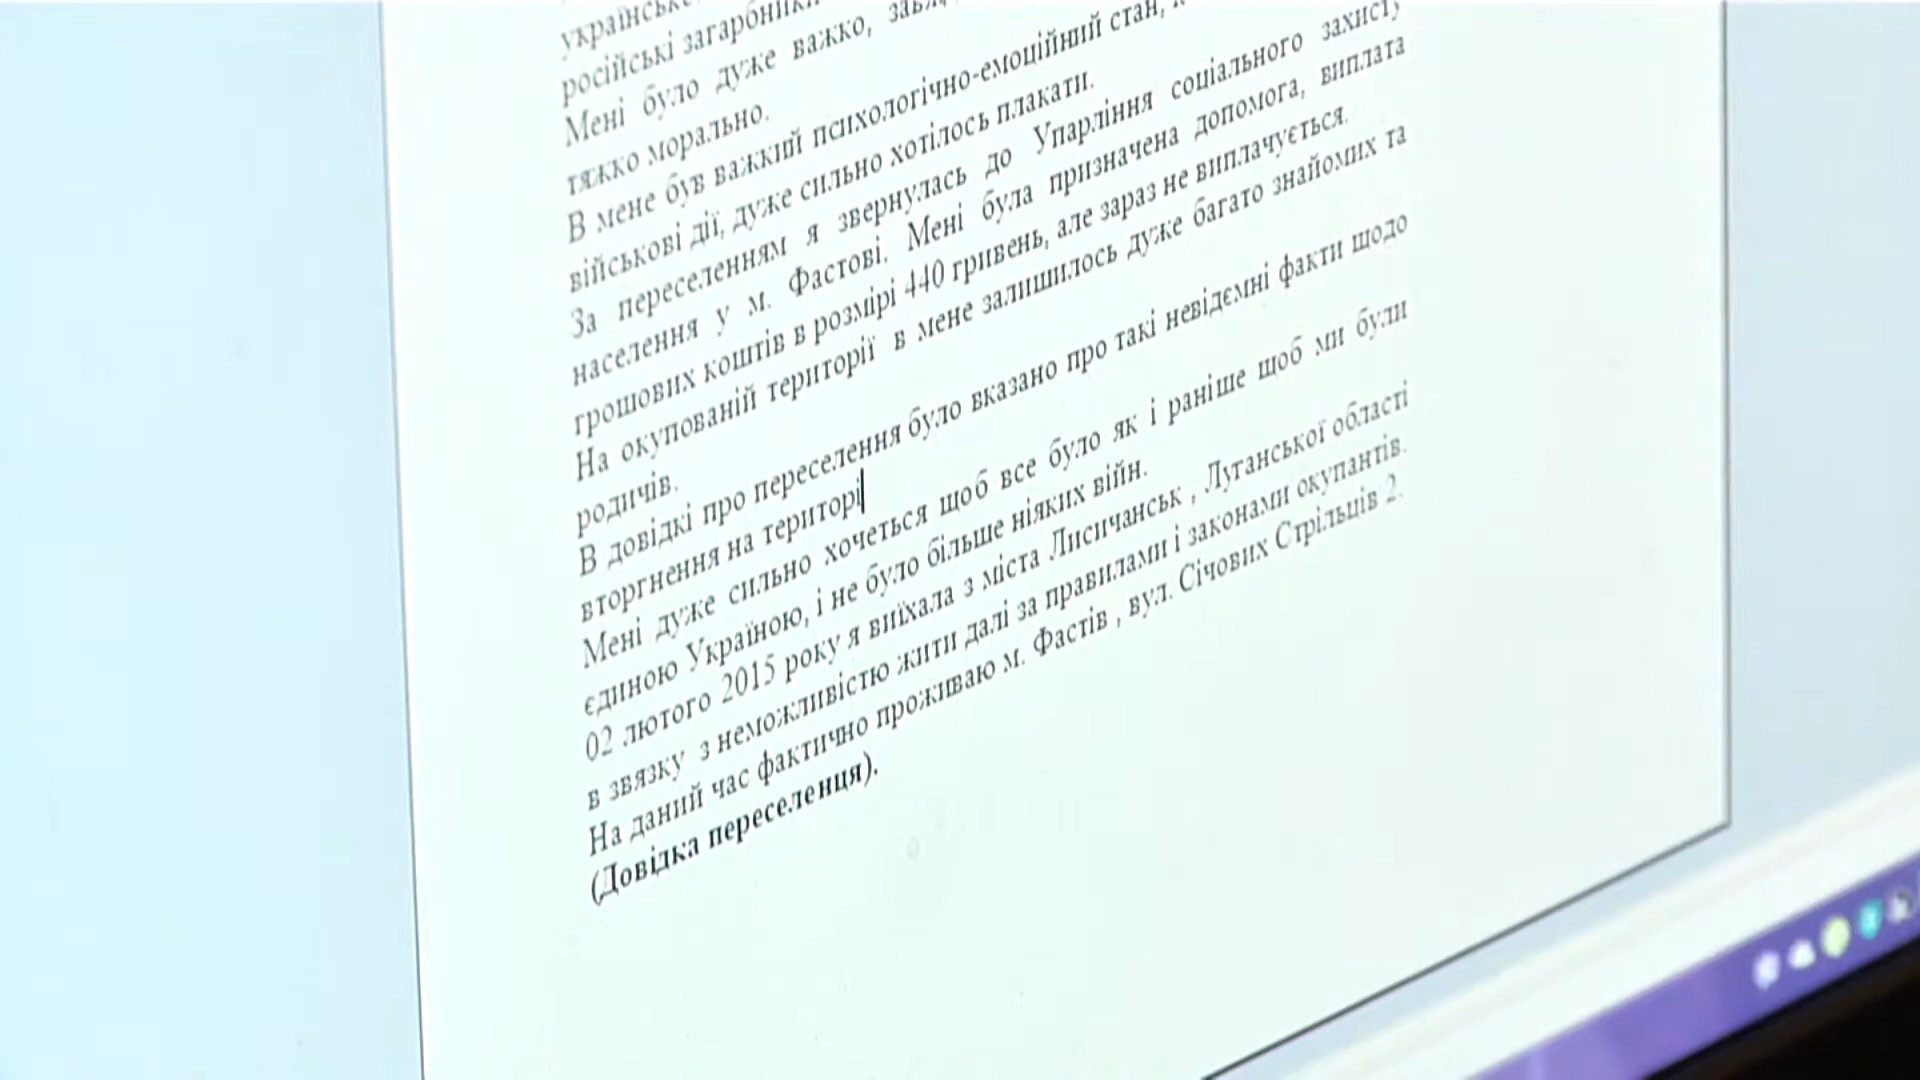 російські загарбники
Мені було дуже важко,
тяжко морально.
В мене був важкий психологічно-емоційний стан,
військові дії, дуже сильно хотілось плакати.
За переселенням я звернулась до Упарління соціального захисту
населення у м. Фастові. Мені була призначена допомога, виплата
грошових коштів в розмірі 440 гривень, але зараз не виплачується.
На окупованій території в мене залишилось дуже багато знайомих та
родичів.
В довідкі про переселення було вказано про такі невідємні факти щодо
вторгнення на територі
Мені дуже сильно хочеться щоб все було як і раніше щоб ми були
єдиною Україною, і не було більше ніяких війн.
02 лютого 2015 року я виїхала з міста Лисичанськ , Луганської області
в звязку з неможливістю жити далі за правилами і законами окупантів.
На даний час фактично проживаю м. Фастів , вул. Січових Стрільців 2.
(Довідка переселенця).